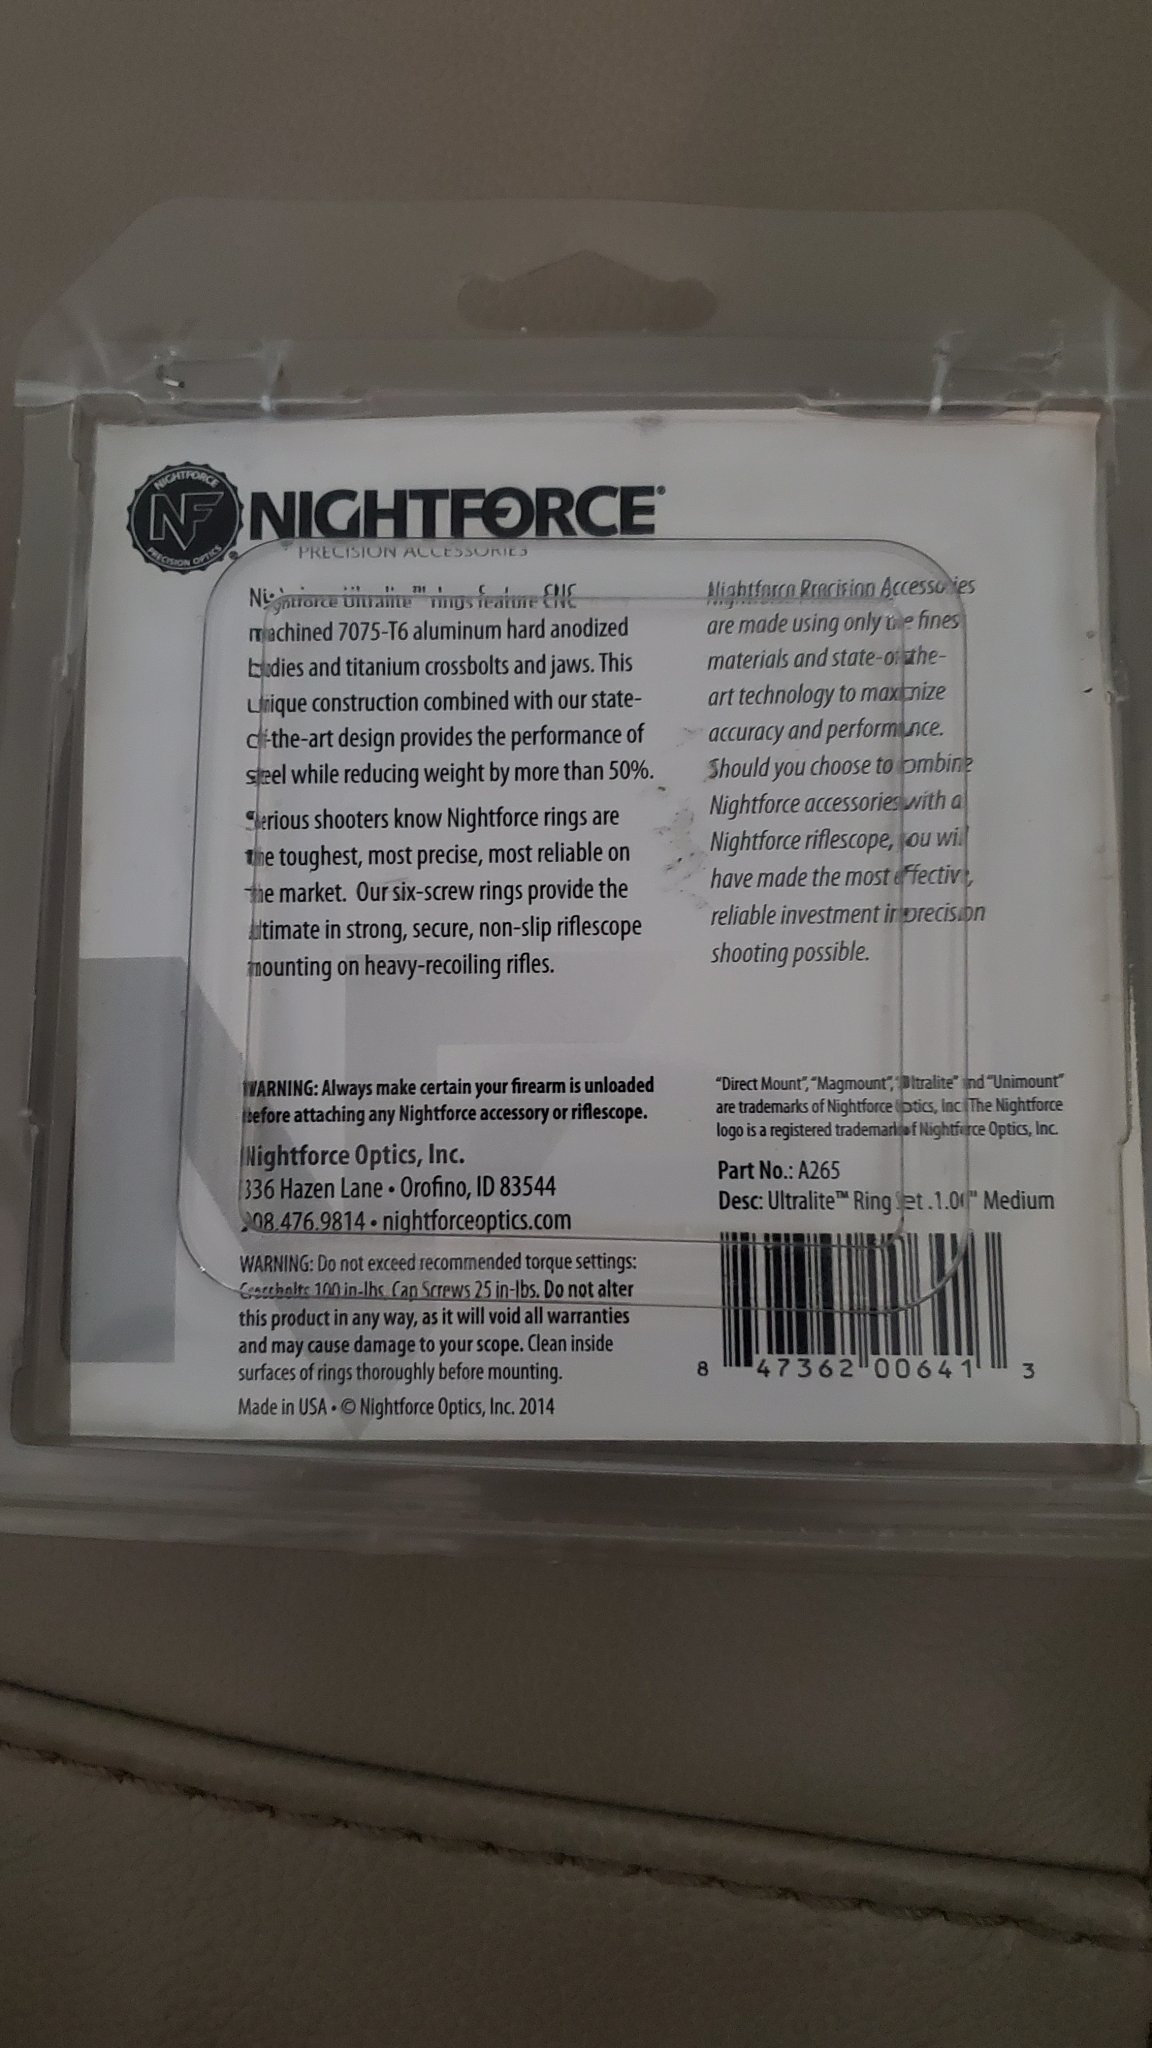 NIGHTFORCE
NF
PRECISION OPTICS
NIGHTFORCE®
PRECISION ACCESSORIES
Nightforce Ultralite™ rings feature CNC
machined 7075-T6 aluminum hard anodized
bodies and titanium crossbolts and jaws. This
unique construction combined with our state-
of-the-art design provides the performance of
steel while reducing weight by more than 50%.
Serious shooters know Nightforce rings are
the toughest, most precise, most reliable on
the market. Our six-screw rings provide the
ultimate in strong, secure, non-slip riflescope
mounting on heavy-recoiling rifles.
Nightforce Precision Accessories
are made using only the finest
materials and state-of-the-
art technology to maximize
accuracy and performance.
Should you choose to combine
Nightforce accessories with a
Nightforce riflescope, you will
have made the most effective,
reliable investment in precision
shooting possible.
WARNING: Always make certain your firearm is unloaded
before attaching any Nightforce accessory or riflescope.
Nightforce Optics, Inc.
336 Hazen Lane • Orofino, ID 83544
208.476.9814 • nightforceoptics.com
WARNING: Do not exceed recommended torque settings:
Crossbolts 100 in-lbs. Cap Screws 25 in-lbs. Do not alter
this product in any way, as it will void all warranties
and may cause damage to your scope. Clean inside
surfaces of rings thoroughly before mounting.
Made in USA • © Nightforce Optics, Inc. 2014
"Direct Mount", "Magmount", "Ultralite" and "Unimount"
are trademarks of Nightforce Optics, Inc. The Nightforce
logo is a registered trademark of Nightforce Optics, Inc.
Part No.: A265
Desc: Ultralite™ Ring Set .1.00" Medium
8 47362 00641 3